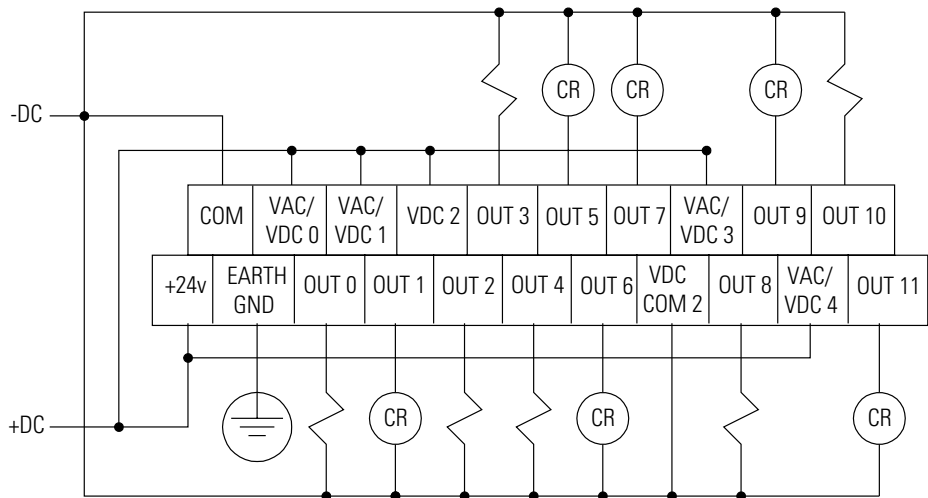 CR
CR
CR
-DC
COM
VAC/
VDC 0
VAC/
VDC 1
VDC 2
OUT 3
OUT 5
OUT 7
VAC/
VDC 3
OUT 9
OUT 10
+24v
EARTH
GND
OUT 0
OUT 1
OUT 2
OUT 4
OUT 6
VDC
COM 2
OUT 8
VAC/
VDC 4
OUT 11
+DC
CR
CR
CR